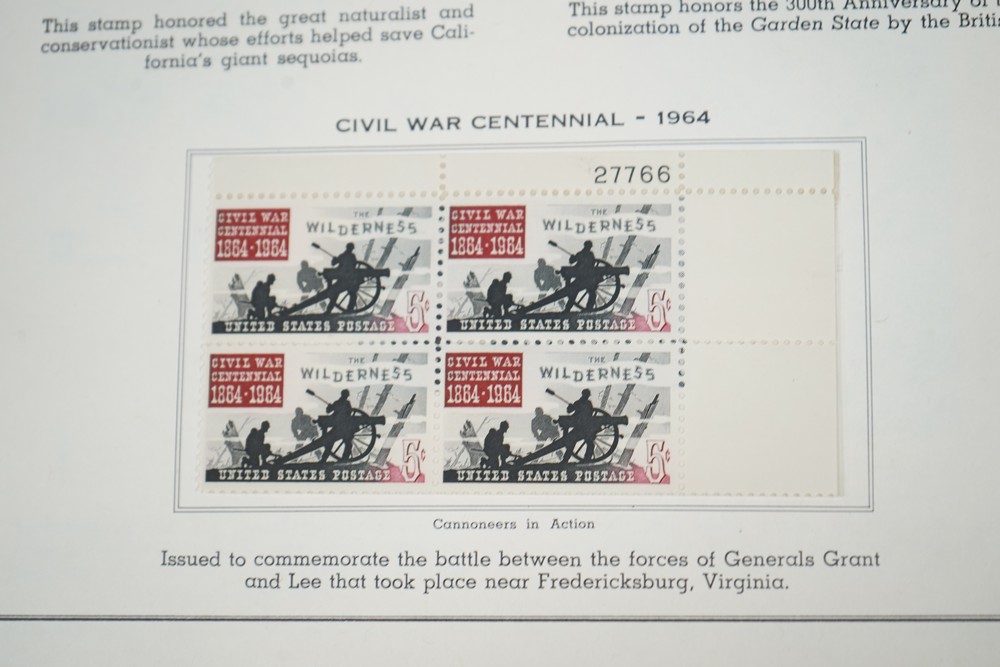 This stamp honored the great naturalist and
conservationist whose efforts helped save Cali-
fornia's giant sequoias.
This stamp honors the 300th Anniversary of
colonization of the Garden State by the
CIVIL WAR CENTENNIAL - 1964
27766
CIVIL WAR
CENTENNIAL
1864·1964
THE
WILDERNESS
5¢
UNITED STATES POSTAGE
CIVIL WAR
CENTENNIAL
1864·1964
THE
WILDERNESS
5¢
UNITED STATES POSTAGE
CIVIL WAR
CENTENNIAL
1864·1964
THE
WILDERNESS
5¢
UNITED STATES POSTAGE
CIVIL WAR
CENTENNIAL
1864·1964
THE
WILDERNESS
5¢
UNITED STATES POSTAGE
Cannoneers in Action
Issued to commemorate the battle between the forces of Generals Grant
and Lee that took place near Fredericksburg, Virginia.